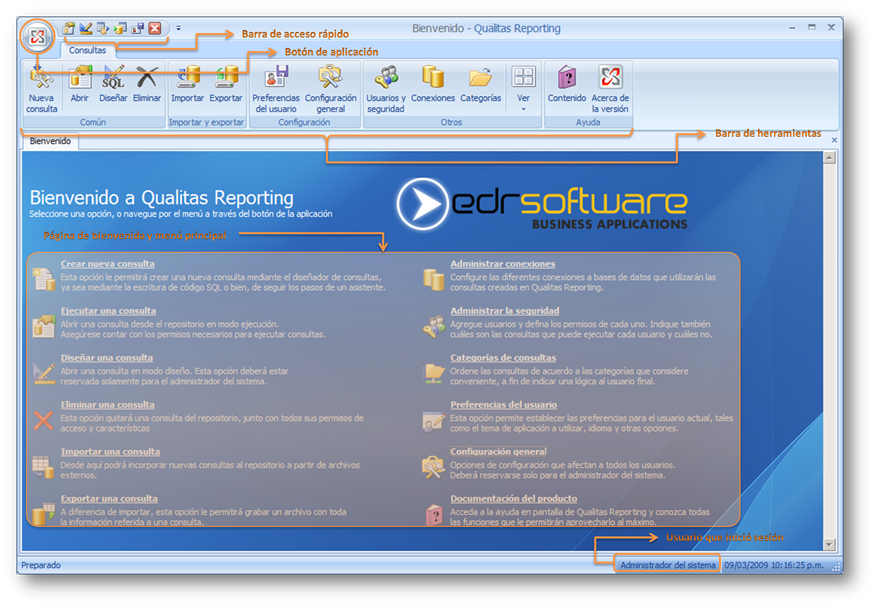 Bienvenido - Qualitas Reporting
Barra de acceso rápido
Consultas
Botón de aplicación
Nueva consulta
Abrir
Diseñar
Eliminar
Importar
Exportar
Preferencias del usuario
Configuración general
Usuarios y seguridad
Conexiones
Categorías
Ver
Contenido
Acerca de la versión
SQL
Común
Importar y exportar
Configuración
Otros
Ayuda
Barra de herramientas
Bienvenido
Bienvenido a Qualitas Reporting
Seleccione una opción, o navegue por el menú a través del botón de la aplicación
edrsoftware
BUSINESS APPLICATIONS
Página de bienvenida y menú principal
Crear nueva consulta
Esta opción le permitirá crear una nueva consulta mediante el diseñador de consultas,
ya sea mediante la escritura de código SQL o bien, de seguir los pasos de un asistente.
Ejecutar una consulta
Abrir una consulta desde el repositorio en modo ejecución.
Asegúrese contar con los permisos necesarios para ejecutar consultas.
Diseñar una consulta
Abrir una consulta en modo diseño. Esta opción deberá estar
reservada solamente para el administrador del sistema.
Eliminar una consulta
Esta opción quitará una consulta del repositorio, junto con todos sus permisos de
acceso y características
Importar una consulta
Desde aquí podrá incorporar nuevas consultas al repositorio a partir de archivos
externos.
Exportar una consulta
A diferencia de importar, esta opción le permitirá grabar un archivo con toda
la información referida a una consulta.
Administrar conexiones
Configure las diferentes conexiones a bases de datos que utilizarán las
consultas creadas en Qualitas Reporting.
Administrar la seguridad
Agregue usuarios y defina los permisos de cada uno. Indique también
cuáles son las consultas que puede ejecutar cada usuario y cuáles no.
Categorías de consultas
Ordene las consultas de acuerdo a las categorías que considere
conveniente, a fin de indicar una lógica al usuario final.
Preferencias del usuario
Esta opción permite establecer las preferencias para el usuario actual, tales
como el tema de aplicación a utilizar, idioma y otras opciones.
Configuración general
Opciones de configuración que afectan a todos los usuarios.
Deberá reservarse solo para el administrador del sistema.
Documentación del producto
Acceda a la ayuda en pantalla de Qualitas Reporting y conozca todas
las funciones que le permitirán aprovecharlo al máximo.
Usuario que inició sesión
Preparado
Administrador del sistema
09/03/2009 10:16:25 p.m.